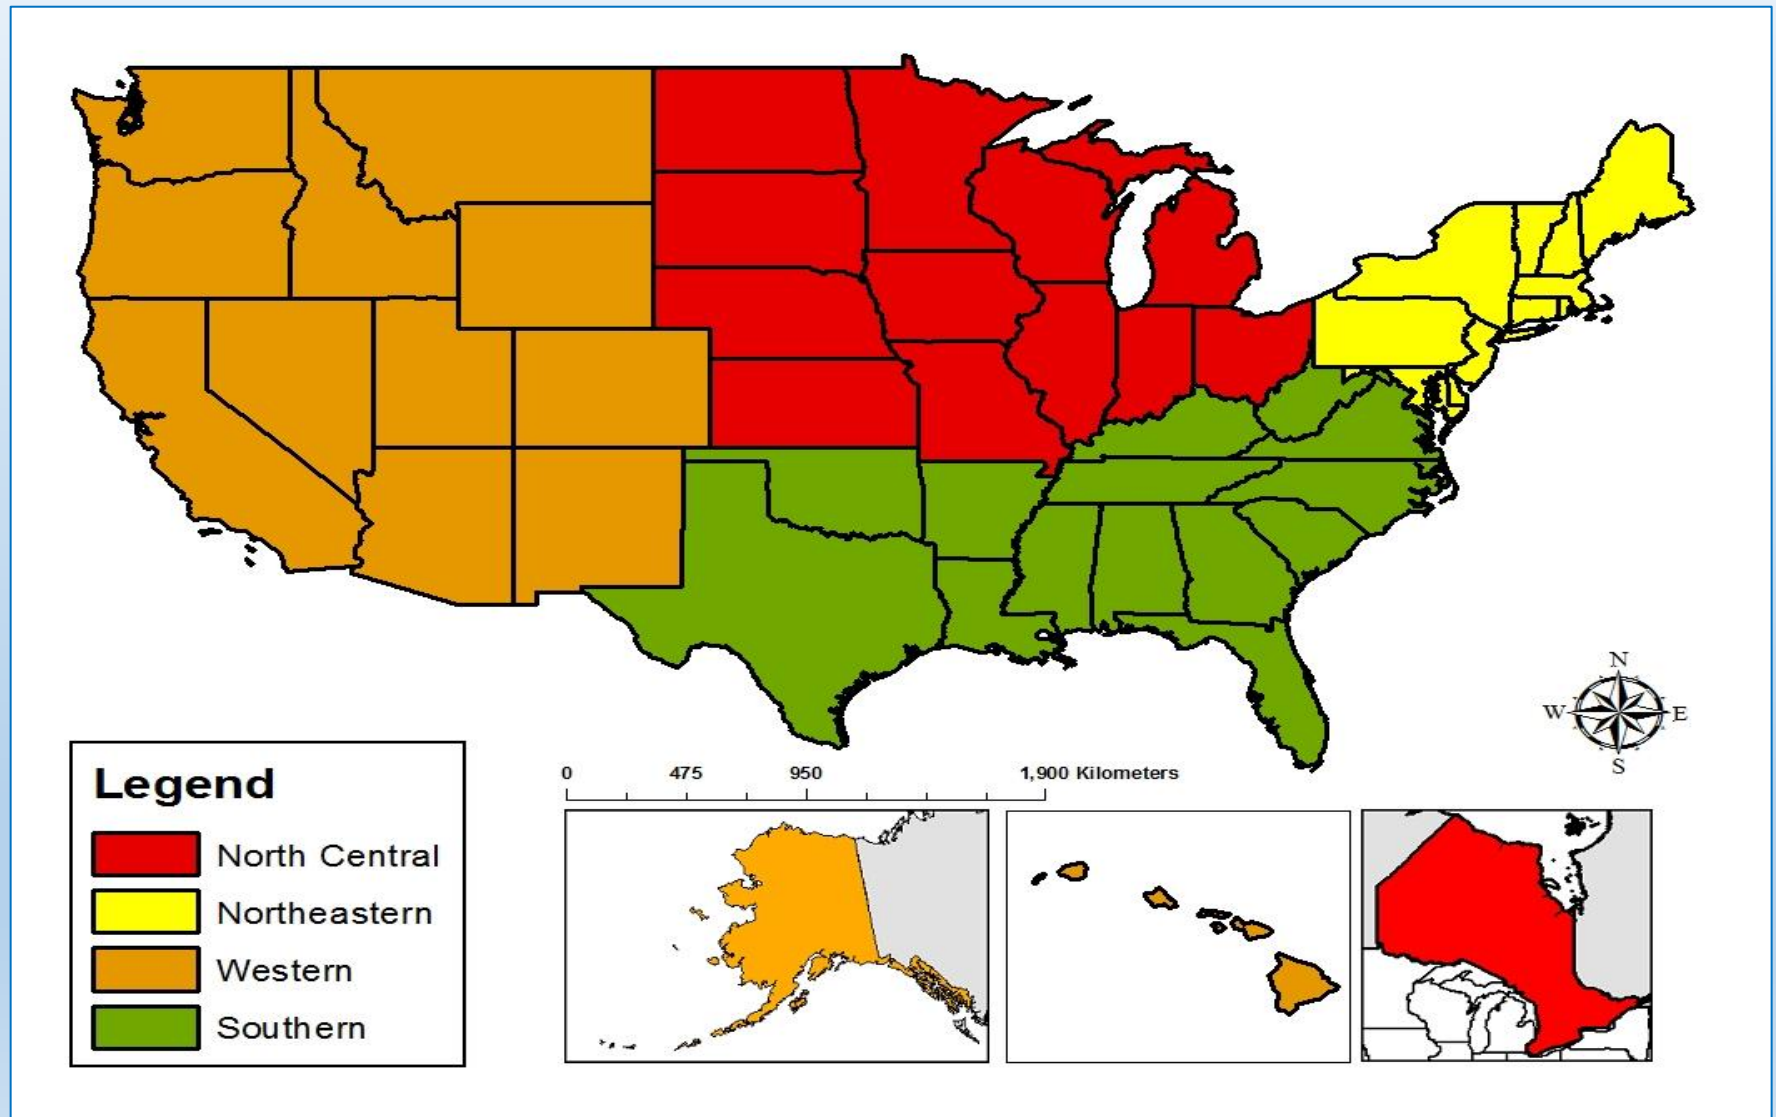 N
W E
S
0 475 950 1,900 Kilometers
Legend
North Central
Northeastern
Western
Southern